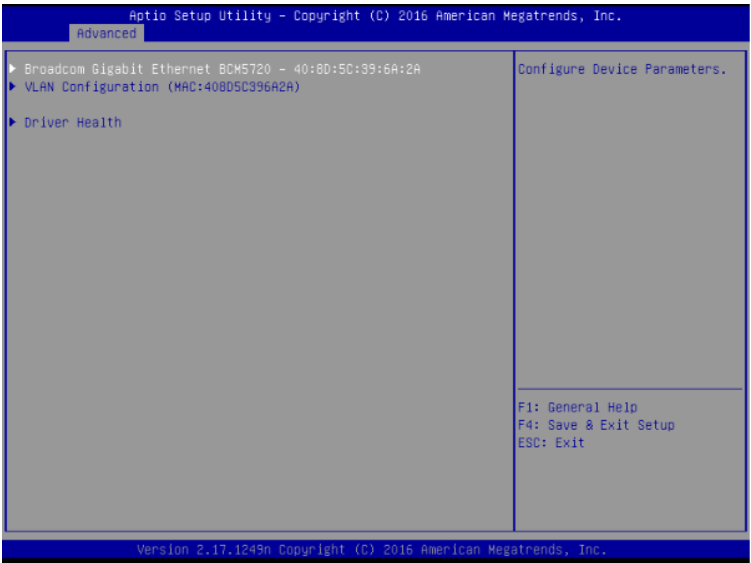 Aptio Setup Utility – Copyright (C) 2016 American Megatrends, Inc.
Advanced
Broadcom Gigabit Ethernet BCM5720 – 40:8D:5C:39:6A:2A
VLAN Configuration (MAC:408D5C396A2A)
Driver Health
Configure Device Parameters.
F1: General Help
F4: Save & Exit Setup
ESC: Exit
Version 2.17.1249n Copyright (C) 2016 American Megatrends, Inc.